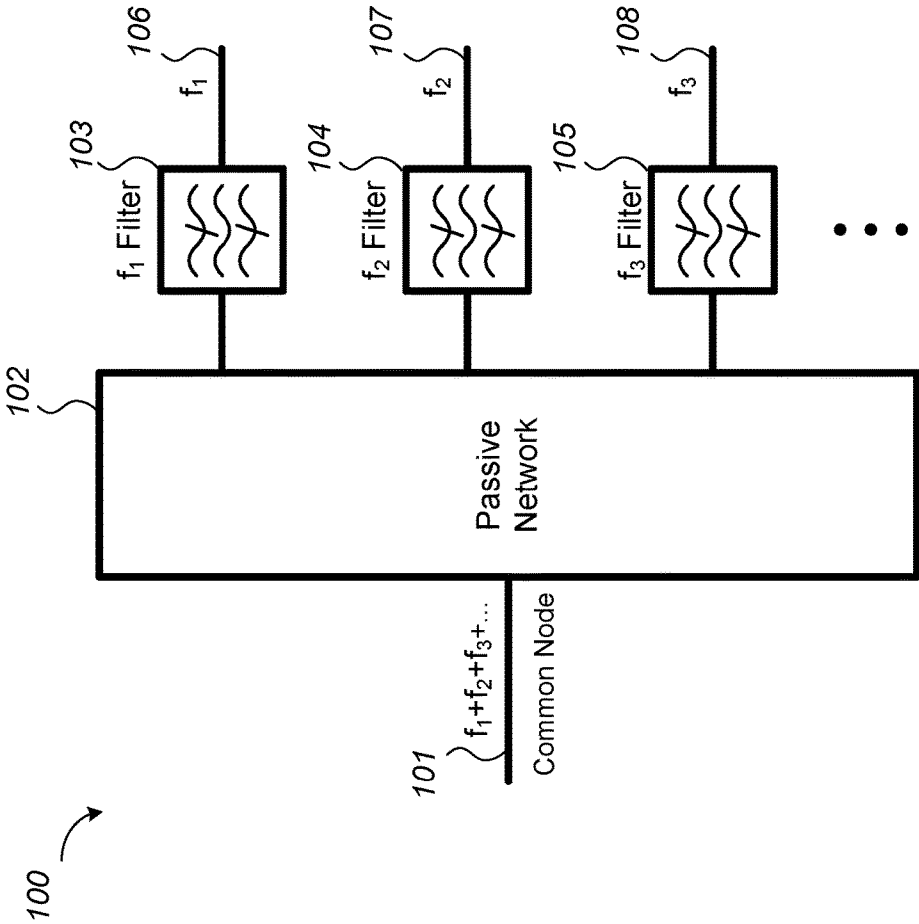 100
102
103
f₁ Filter
106
f₁
104
f₂ Filter
107
f₂
101
f₁+f₂+f₃+...
Common Node
Passive
Network
105
f₃ Filter
108
f₃